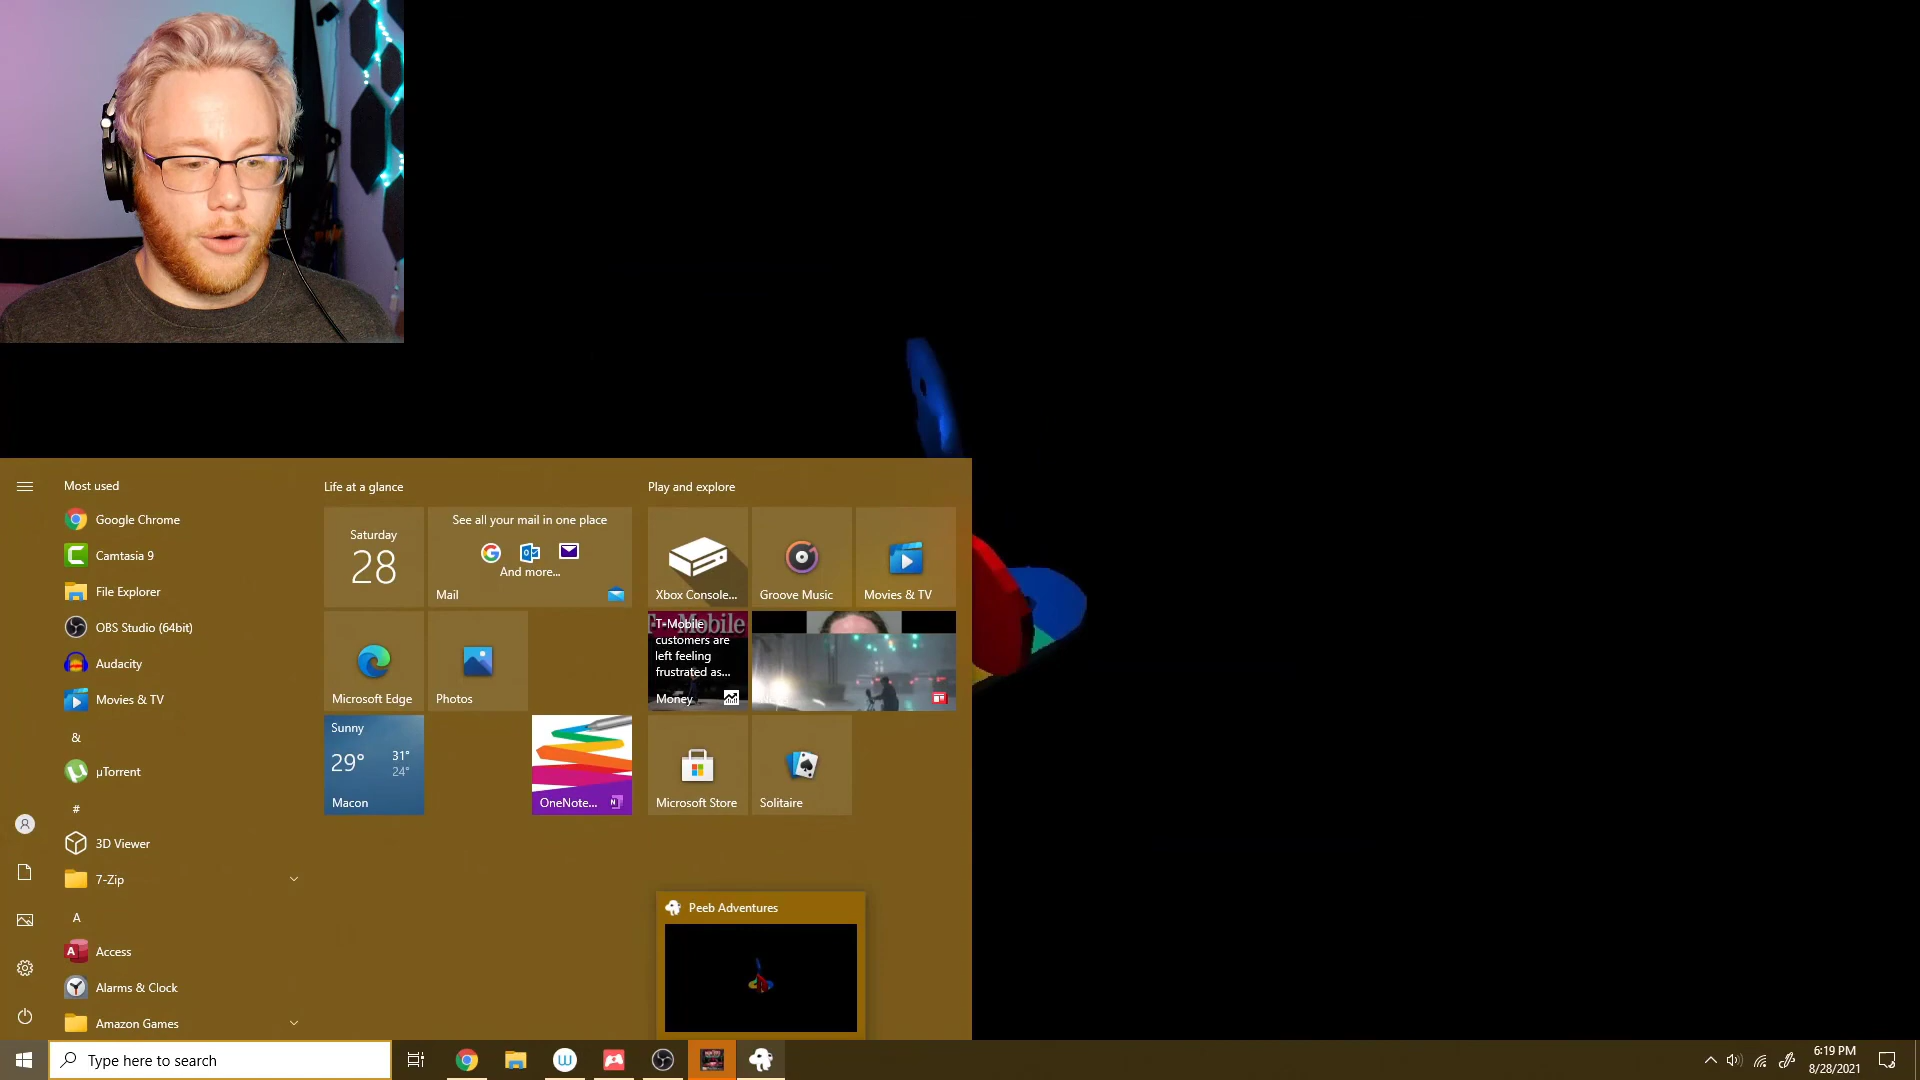 Most used
Google Chrome
Camtasia 9
File Explorer
OBS Studio (64bit)
Audacity
Movies & TV
&
µTorrent
#
3D Viewer
7-Zip
A
Access
Alarms & Clock
Amazon Games
Life at a glance
Saturday
28
See all your mail in one place
And more...
Mail
Microsoft Edge
Photos
Sunny
29°
31°
24°
Macon
OneNote...
Play and explore
Xbox Console...
Groove Music
Movies & TV
T-Mobile
T-Mobile
customers are
left feeling
frustrated as...
Money
Microsoft Store
Solitaire
Peeb Adventures
Type here to search
6:19 PM
8/28/2021